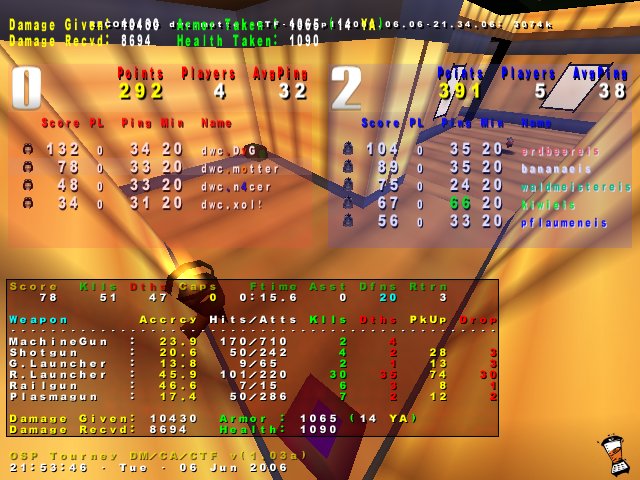 Damage Given: 10430 Armor Taken: 1065 (14 YA)
Damage Recvd: 8694 Health Taken: 1090
0 Points Players AvgPing
292 4 32
Score PL Ping Min Name
132 0 34 20
78 0 33 20 dwc.motter
48 0 33 20 dwc.n4cer
34 0 31 20 dwc.xol!
2 Points Players AvgPing
391 5 38
Score PL Ping Min Name
104 0 35 20 erdbeereis
89 0 35 20 bananaeis
75 0 24 20 waldmeistereis
67 0 66 20 kiwieis
56 0 33 20 pflaumeneis
Score Klls Dths Caps Ftime Asst Dfns Rtrn
78 51 47 0 0:15.6 0 20 3
Weapon Accrcy Hits/Atts Klls Dths PkUp Drop
MachineGun : 23.9 170/710 2 4
Shotgun : 20.6 50/242 4 2 28 3
G.Launcher : 13.8 9/65 2 1 13 3
R.Launcher : 45.9 101/220 30 35 74 30
Railgun : 46.6 7/15 6 3 8 1
Plasmagun : 17.4 50/286 7 2 12 2
Damage Given: 10430 Armor : 1065 (14 YA)
Damage Recvd: 8694 Health: 1090
OSP Tourney DM/CA/CTF v(1.03a)
21:53:46 · Tue · 06 Jun 2006